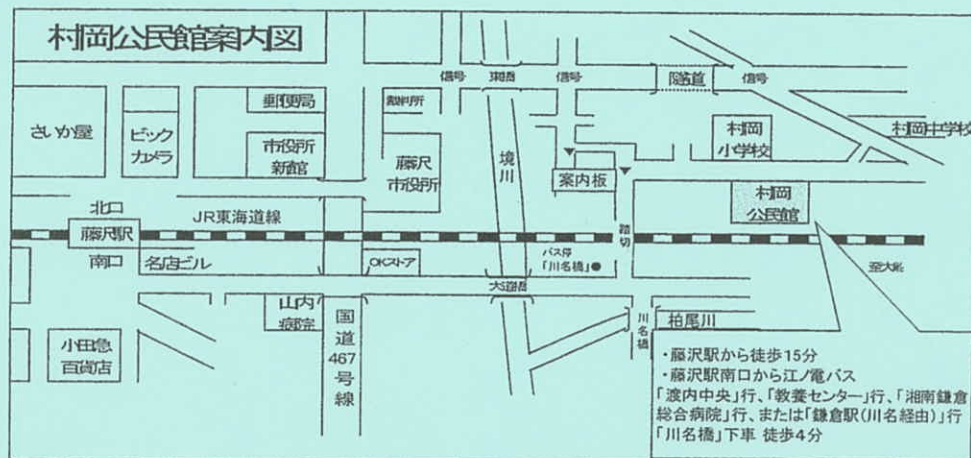 村岡公民館案内図
信号
東橋
信号
隧道
信号
さいか屋
ビック
カメラ
郵便局
市役所
新館
裁判所
藤沢
市役所
境川
案内板
村岡
小学校
村岡中学校
村岡
公民館
北口
JR東海道線
藤沢駅
南口
名店ビル
OKストア
バス停
「川名橋」●
踏切
至大船
大道橋
山内
病院
国道467号線
川名橋
柏尾川
小田急
百貨店
・藤沢駅から徒歩15分
・藤沢駅南口から江ノ電バス
「渡内中央」行、「教養センター」行、「湘南鎌倉
総合病院」行、または「鎌倉駅(川名経由)」行
「川名橋」下車 徒歩4分